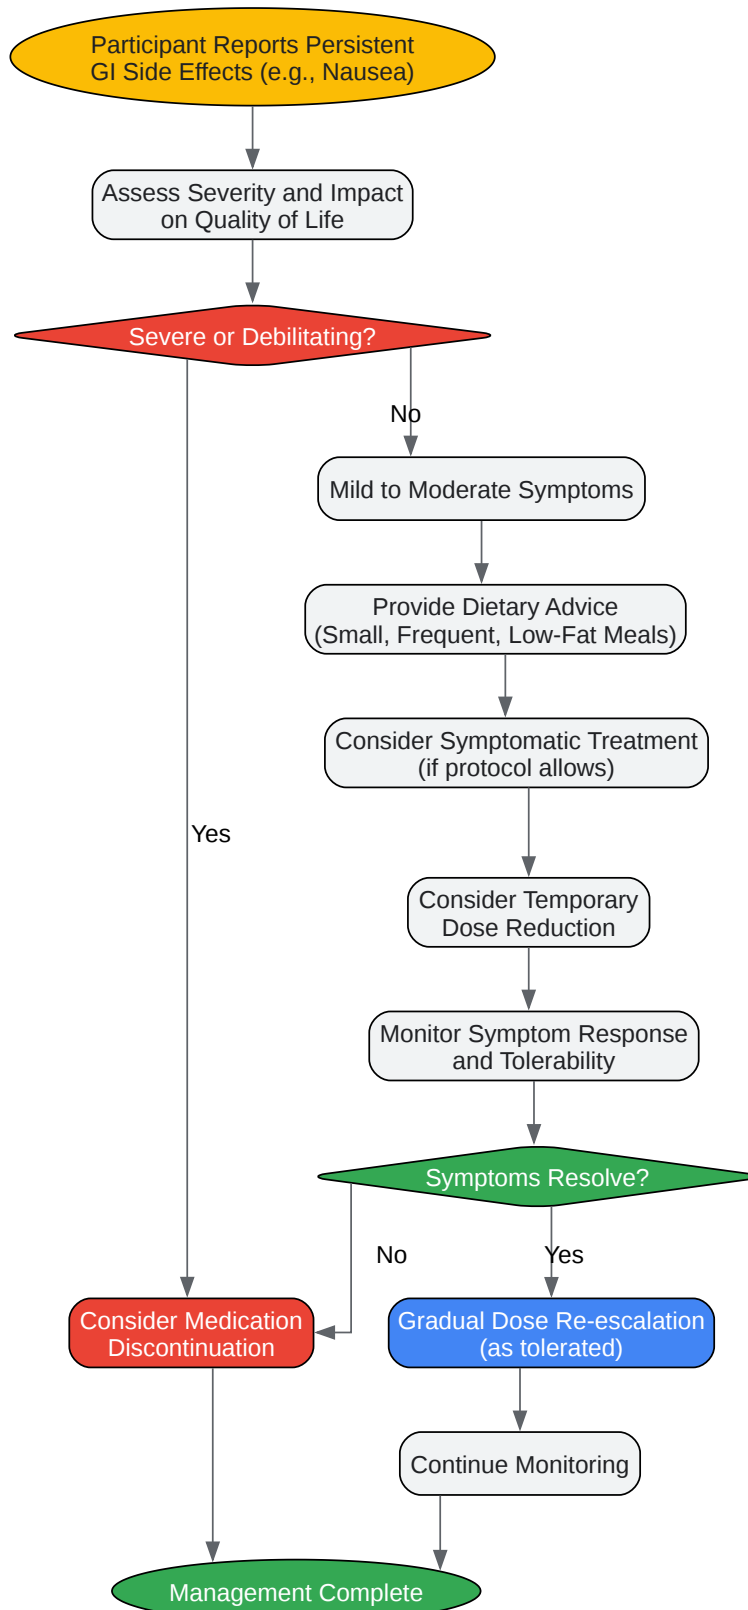 Participant Reports Persistent
GI Side Effects (e.g., Nausea)
Assess Severity and Impact
on Quality of Life
Severe or Debilitating?
No
Mild to Moderate Symptoms
Provide Dietary Advice
(Small, Frequent, Low-Fat Meals)
Consider Symptomatic Treatment
(if protocol allows)
Yes
Consider Temporary
Dose Reduction
Monitor Symptom Response
and Tolerability
Symptoms Resolve?
No
Yes
Consider Medication
Discontinuation
Gradual Dose Re-escalation
(as tolerated)
Continue Monitoring
Management Complete